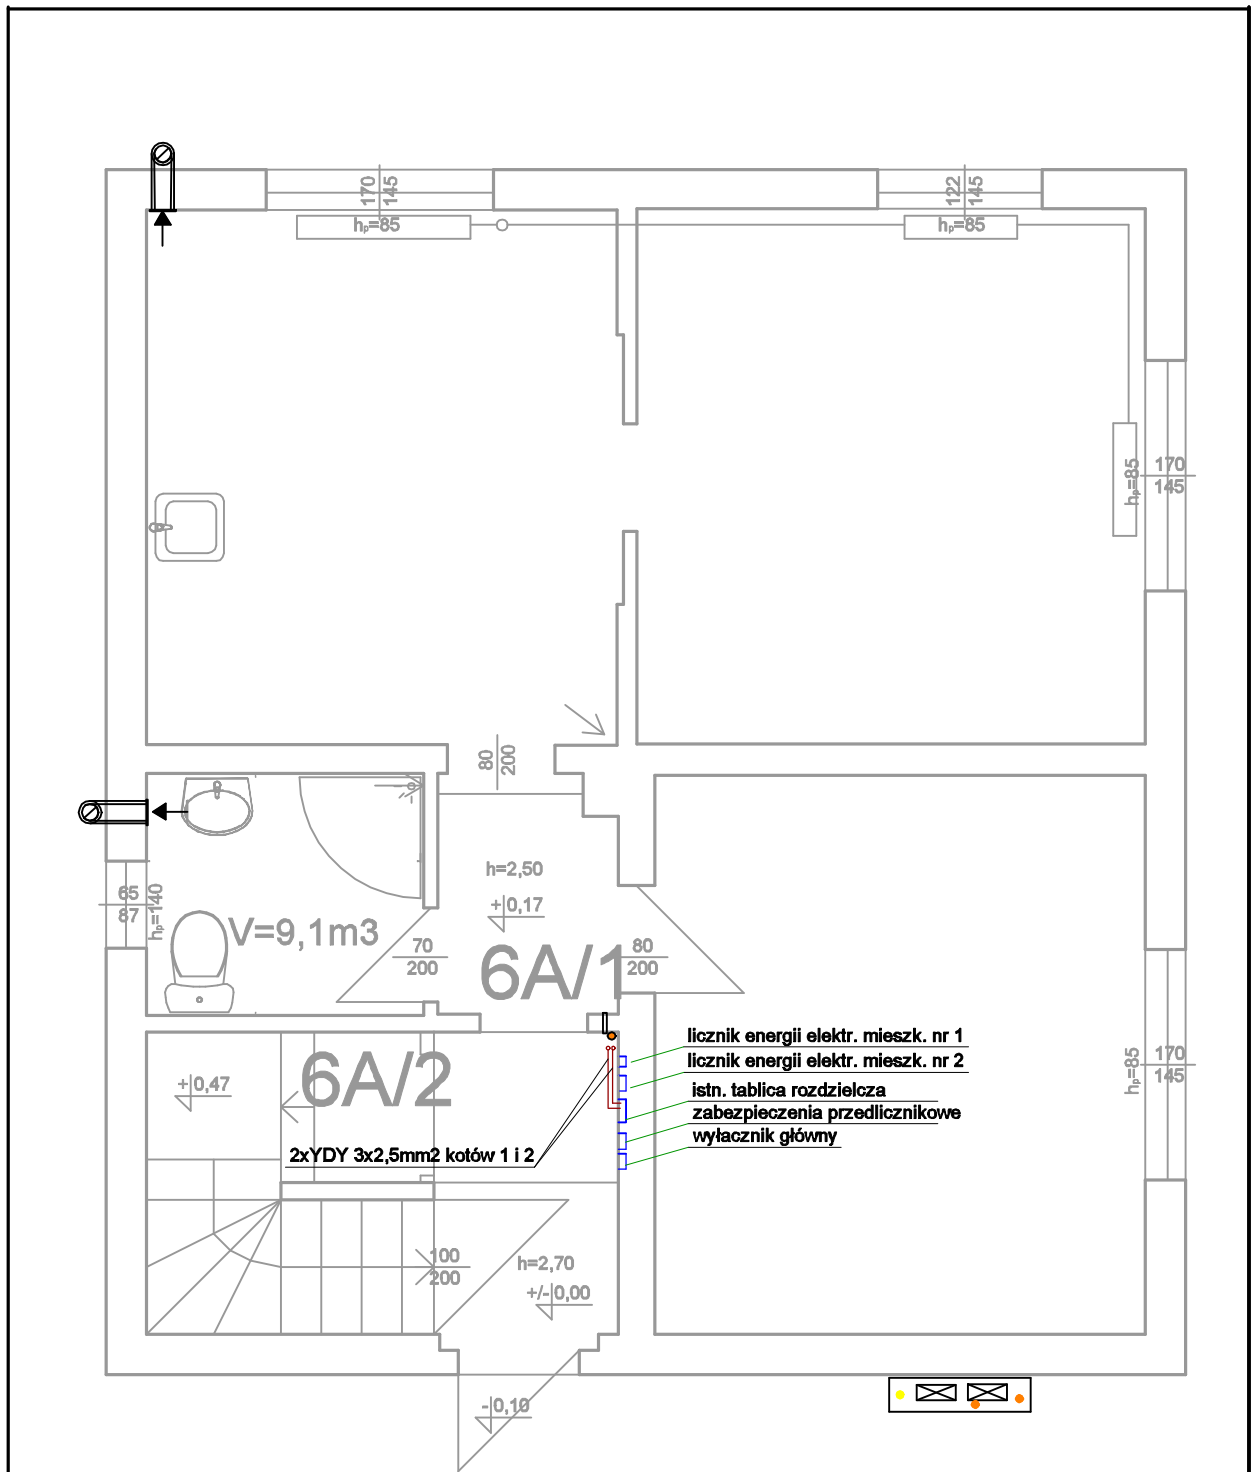 170
145
122
145
hp=85
hp=85
hp=85
170
145
80
200
h=2,50
+0,17
65
87
hp=140
V=9,1m3
70
200
6A/1
80
200
licznik energii elektr. mieszk. nr 1
licznik energii elektr. mieszk. nr 2
istn. tablica rozdzielcza
zabezpieczenia przedlicznikowe
wyłacznik główny
6A/2
+0,47
2xYDY 3x2,5mm2 kotów 1 i 2
hp=85
170
145
100
200
h=2,70
+/-0,00
-0,10